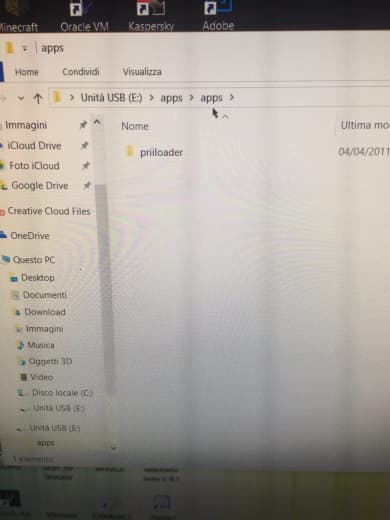 Minecraft Oracle VM Kaspersky Adobe
apps
Home Condividi Visualizza
Unità USB (E:) > apps > apps >
Nome Ultima mo
priiloader 04/04/2011
Immagini
iCloud Drive
Foto iCloud
Google Drive
Creative Cloud Files
OneDrive
Questo PC
Desktop
Documenti
Download
Immagini
Musica
Oggetti 3D
Video
Disco locale (C:)
Unità USB (E:)
Unità USB (E:)
apps
1 elemento